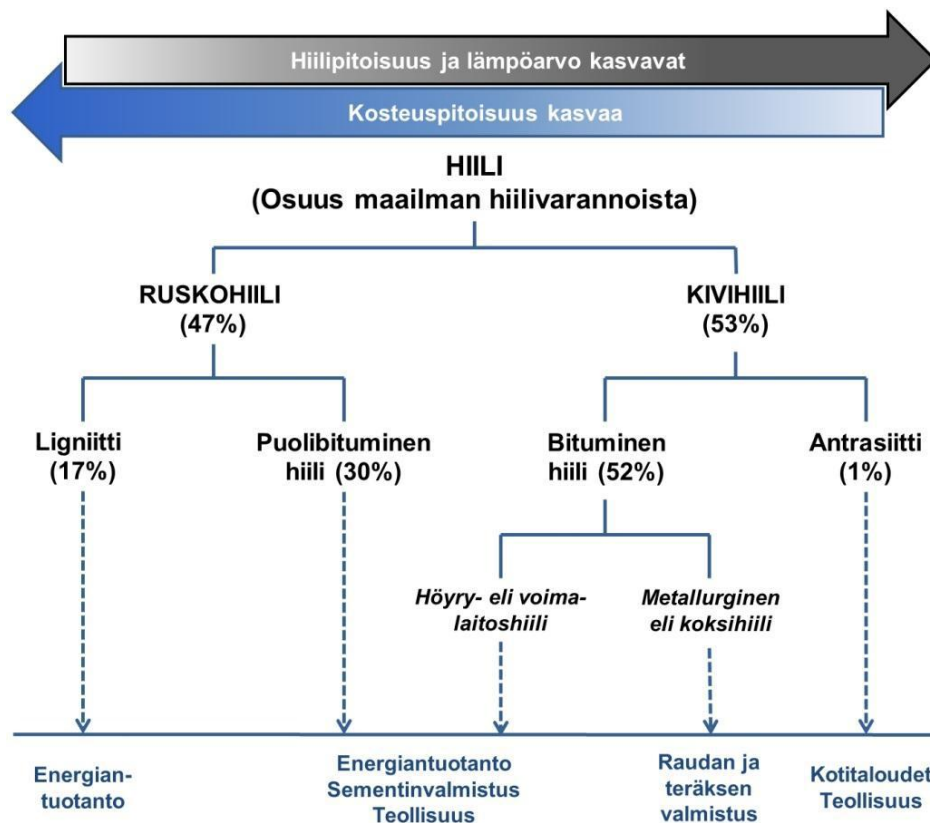 Hiilipitoisuus ja lämpöarvo kasvavat
Kosteuspitoisuus kasvaa
HIILI
(Osuus maailman hiilivarannoista)
RUSKOHIILI
(47%)
KIVIHIILI
(53%)
Ligniitti
(17%)
Puolibituminen
hiili (30%)
Bituminen
hiili (52%)
Antrasiitti
(1%)
Höyry- eli voima-
laitoshiili
Metallurginen
eli koksihiili
Energian-
tuotanto
Energiantuotanto
Sementinvalmistus
Teollisuus
Raudan ja
teräksen
valmistus
Kotitaloudet
Teollisuus